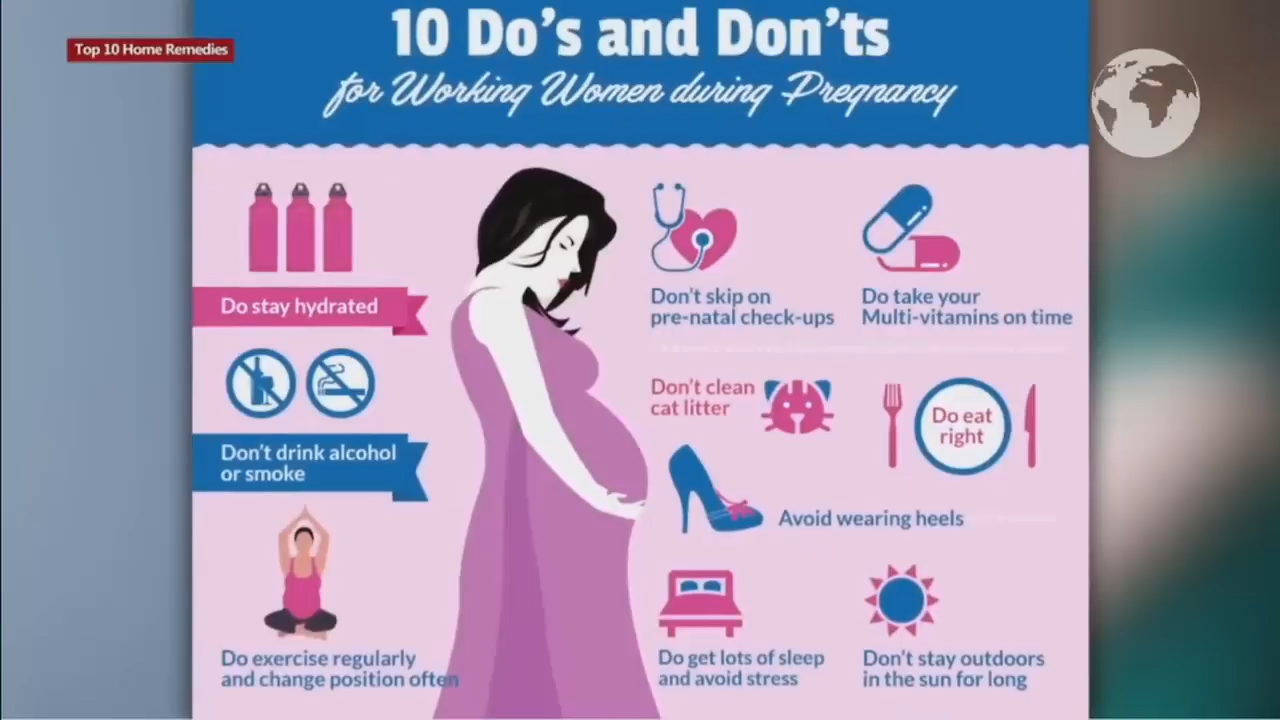 Top 10 Home Remedies
10 Do's and Don'ts
for Working Women during Pregnancy
Do stay hydrated
Don't drink alcohol
or smoke
Do exercise regularly
and change position often
Don't skip on
pre-natal check-ups
Do take your
Multi-vitamins on time
Don't clean
cat litter
Do eat
right
Avoid wearing heels
Do get lots of sleep
and avoid stress
Don't stay outdoors
in the sun for long